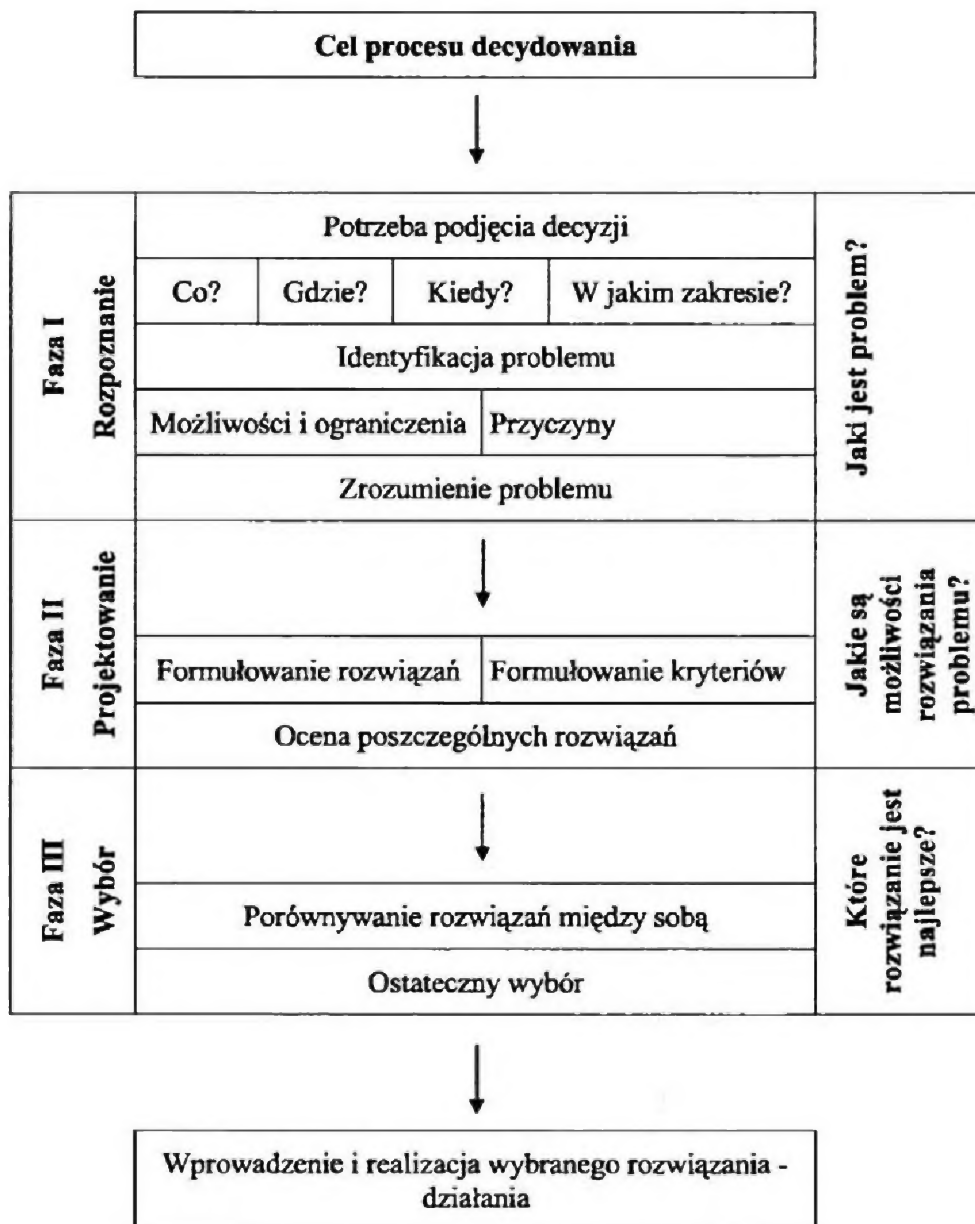 Cel procesu decydowania
Faza I
Rozpoznanie
Potrzeba podjęcia decyzji
Co?
Gdzie?
Kiedy?
W jakim zakresie?
Identyfikacja problemu
Możliwości i ograniczenia
Przyczyny
Zrozumienie problemu
Jaki jest problem?
Faza II
Projektowanie
Formułowanie rozwiązań
Formułowanie kryteriów
Ocena poszczególnych rozwiązań
Jakie są
możliwości
rozwiązania
problemu?
Faza III
Wybór
Porównywanie rozwiązań między sobą
Ostateczny wybór
Które
rozwiązanie jest
najlepsze?
Wprowadzenie i realizacja wybranego rozwiązania -
działania